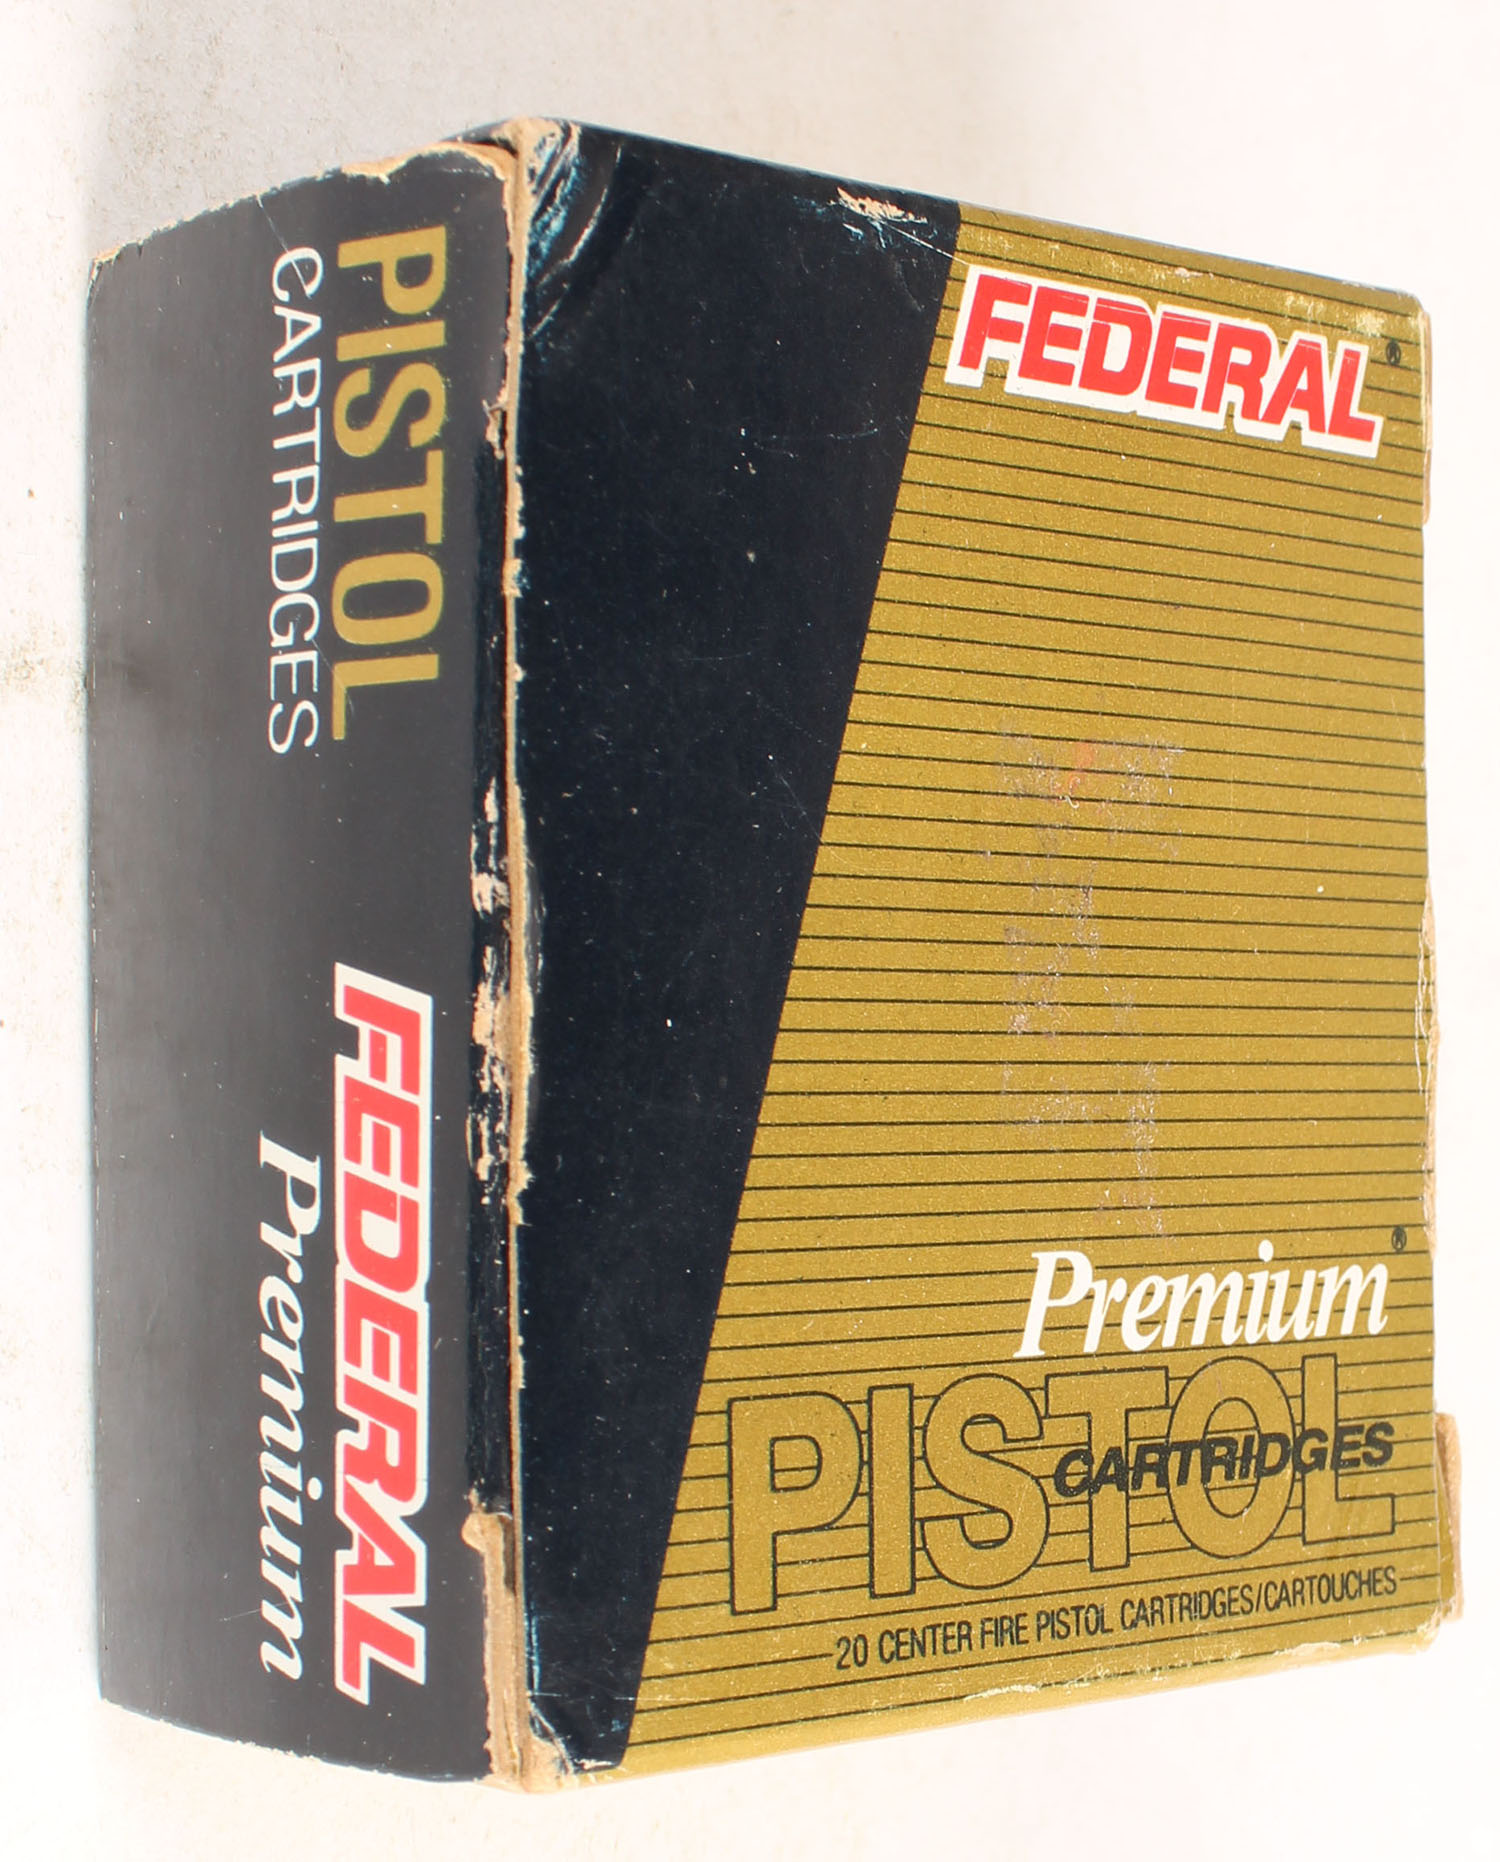 FEDERAL®
Premium®
PISTOL
CARTRIDGES
20 CENTER FIRE PISTOL CARTRIDGES/CARTOUCHES
PISTOL
CARTRIDGES
FEDERAL
Premium